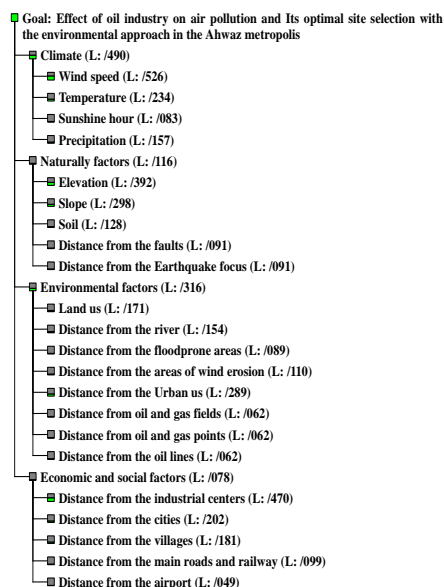 Goal: Effect of oil industry on air pollution and Its optimal site selection with
the environmental approach in the Ahwaz metropolis
Climate (L: /490)
Wind speed (L: /526)
Temperature (L: /234)
Sunshine hour (L: /083)
Precipitation (L: /157)
Naturally factors (L: /116)
Elevation (L: /392)
Slope (L: /298)
Soil (L: /128)
Distance from the faults (L: /091)
Distance from the Earthquake focus (L: /091)
Environmental factors (L: /316)
Land us (L: /171)
Distance from the river (L: /154)
Distance from the floodprone areas (L: /089)
Distance from the areas of wind erosion (L: /110)
Distance from the Urban us (L: /289)
Distance from oil and gas fields (L: /062)
Distance from oil and gas points (L: /062)
Distance from the oil lines (L: /062)
Economic and social factors (L: /078)
Distance from the industrial centers (L: /470)
Distance from the cities (L: /202)
Distance from the villages (L: /181)
Distance from the main roads and railway (L: /099)
Distance from the airport (L: /049)